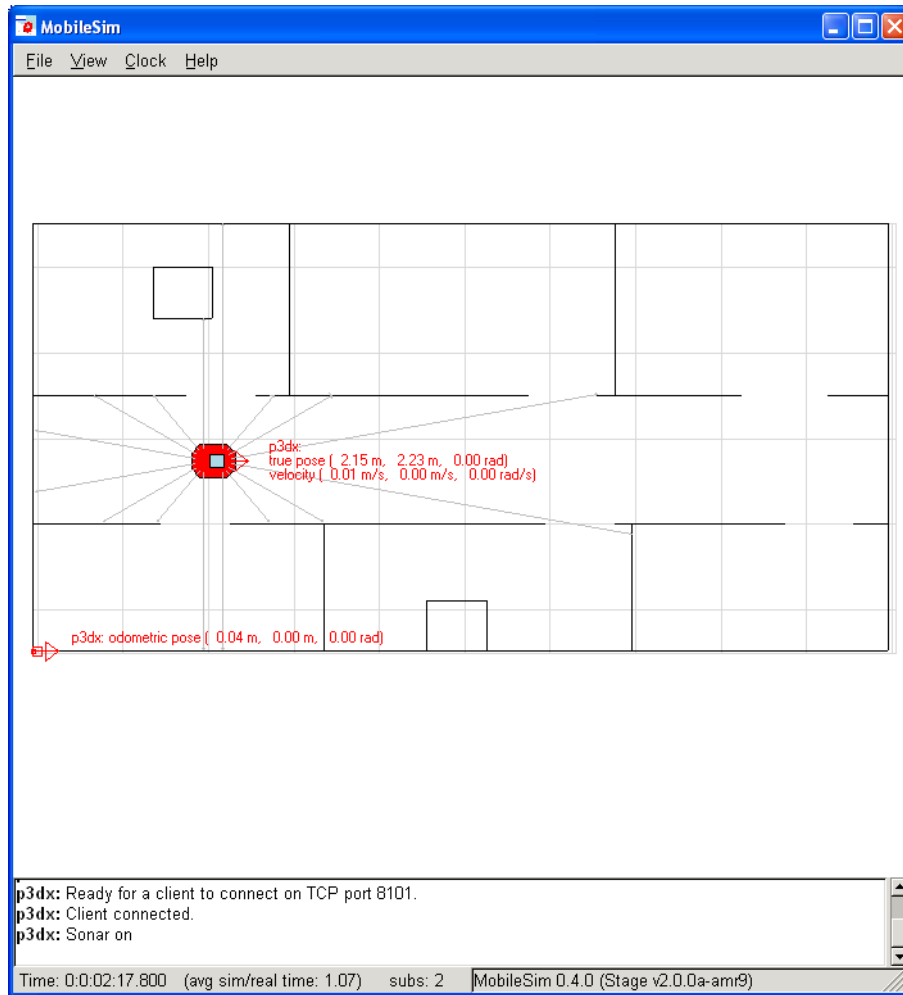 MobileSim
File View Clock Help
p3dx:
true pose ( 2.15 m, 2.23 m, 0.00 rad)
velocity ( 0.01 m/s, 0.00 m/s, 0.00 rad/s)
p3dx: odometric pose ( 0.04 m, 0.00 m, 0.00 rad)
p3dx: Ready for a client to connect on TCP port 8101.
p3dx: Client connected.
p3dx: Sonar on
Time: 0:0:02:17.800 (avg sim/real time: 1.07) subs: 2 MobileSim 0.4.0 (Stage v2.0.0a-amr9)